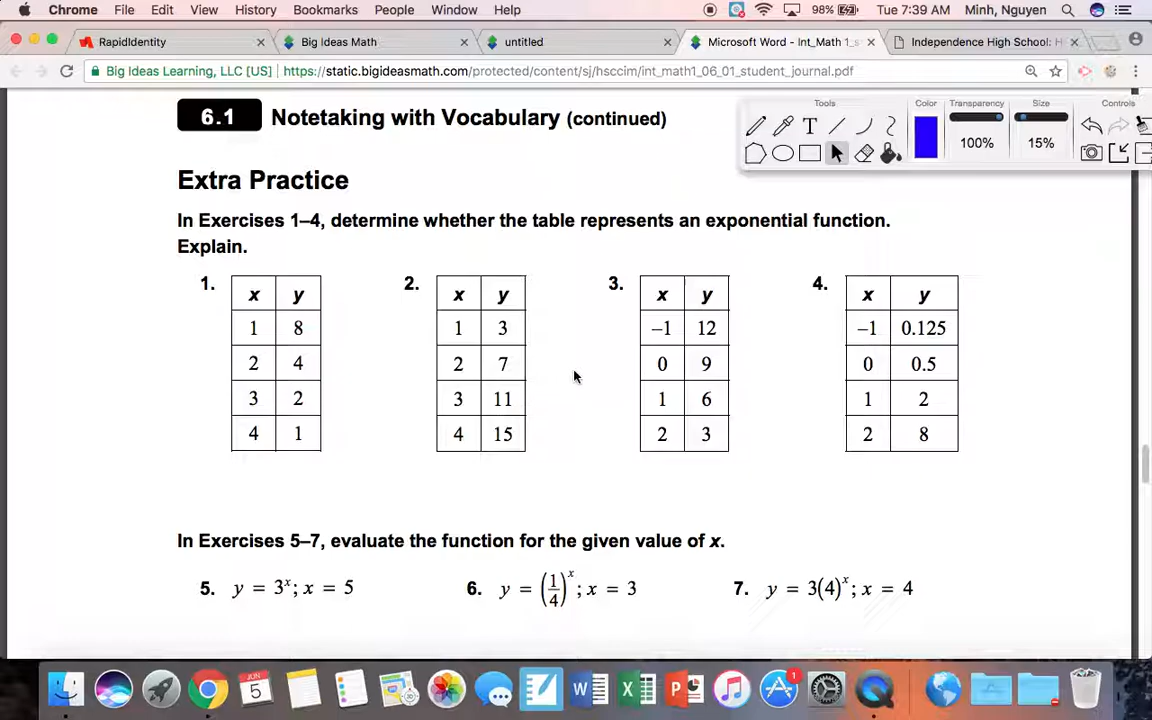 Chrome File Edit View History Bookmarks People Window Help 98% Tue 7:39 AM Minh, Nguyen
RapidIdentity × Big Ideas Math × untitled × Microsoft Word - Int_Math 1_s × Independence High School: H ×
Big Ideas Learning, LLC [US] https://static.bigideasmath.com/protected/content/sj/hsccim/int_math1_06_01_student_journal.pdf
Tools Color Transparency Size Controls
T
100% 15%
6.1 Notetaking with Vocabulary (continued)
Extra Practice
In Exercises 1–4, determine whether the table represents an exponential function.
Explain.
1. 2. 3. 4.
x y x y x y x y
1 8 1 3 –1 12 –1 0.125
2 4 2 7 0 9 0 0.5
3 2 3 11 1 6 1 2
4 1 4 15 2 3 2 8
In Exercises 5–7, evaluate the function for the given value of x.
5. y = 3ˣ; x = 5 6. y = (1/4)ˣ; x = 3 7. y = 3(4)ˣ; x = 4
JUN
5
1